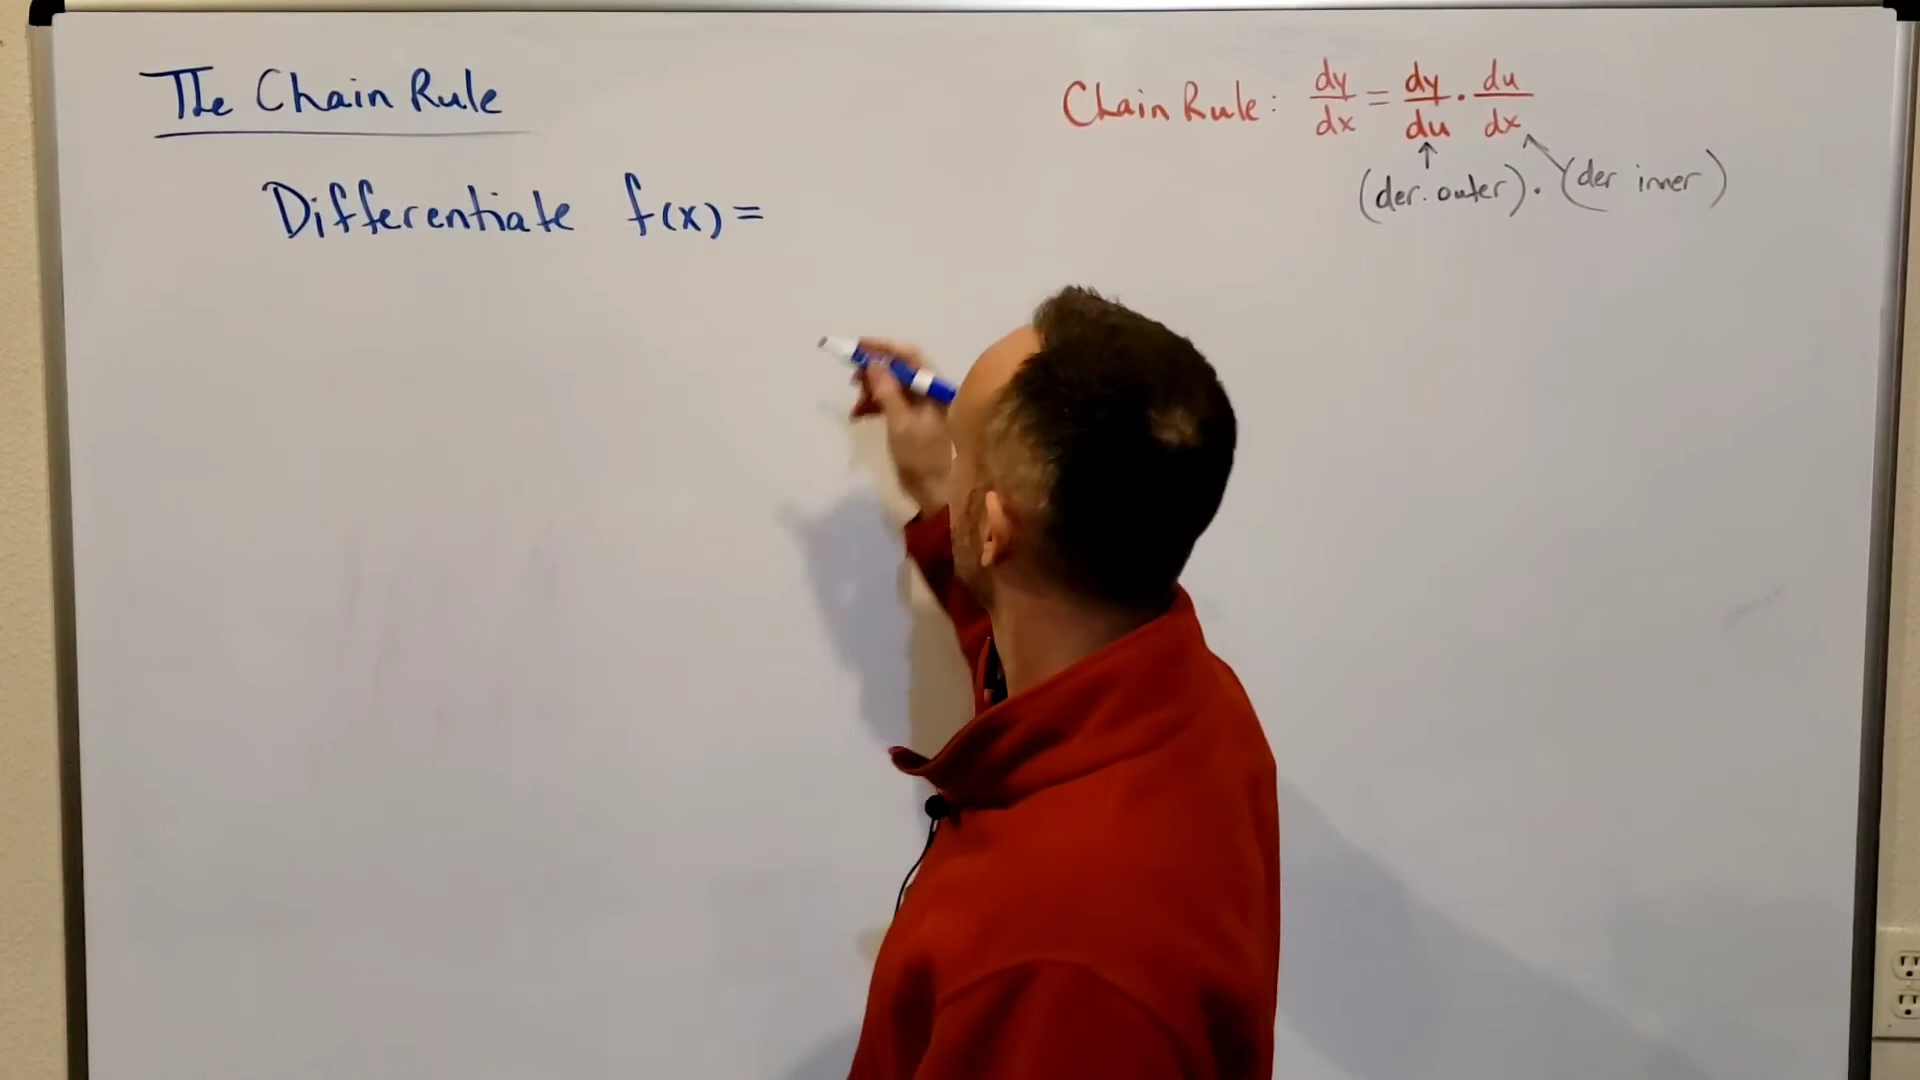 The Chain Rule
Chain Rule: dy/dx = dy/du · du/dx
(der. outer) · (der inner)
Differentiate f(x) =